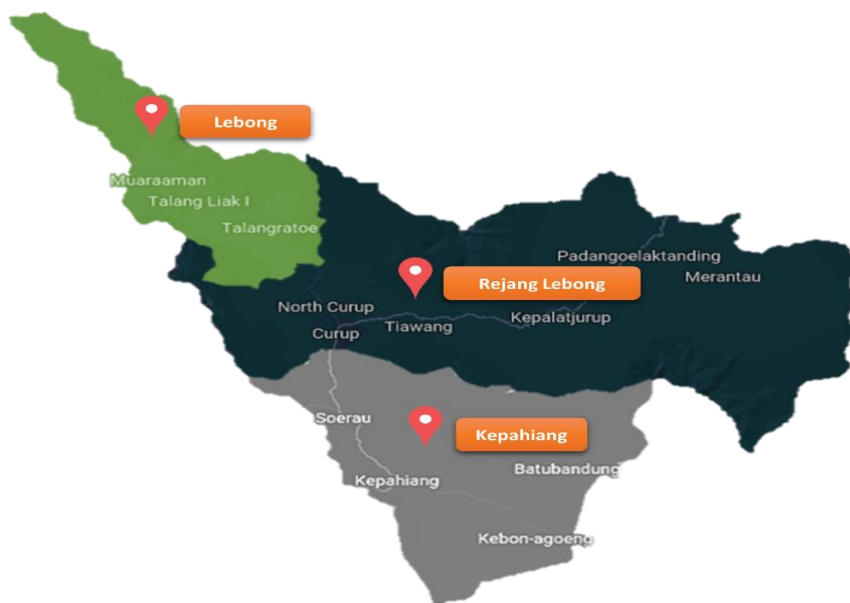 Lebong
Muaraaman
Talang Liak I
Talangratoe
Padangoelaktanding
Merantau
Rejang Lebong
North Curup
Tiawang
Kepalatjurup
Curup
Soerau
Kepahiang
Batubandung
Kepahiang
Kebon-agoeng